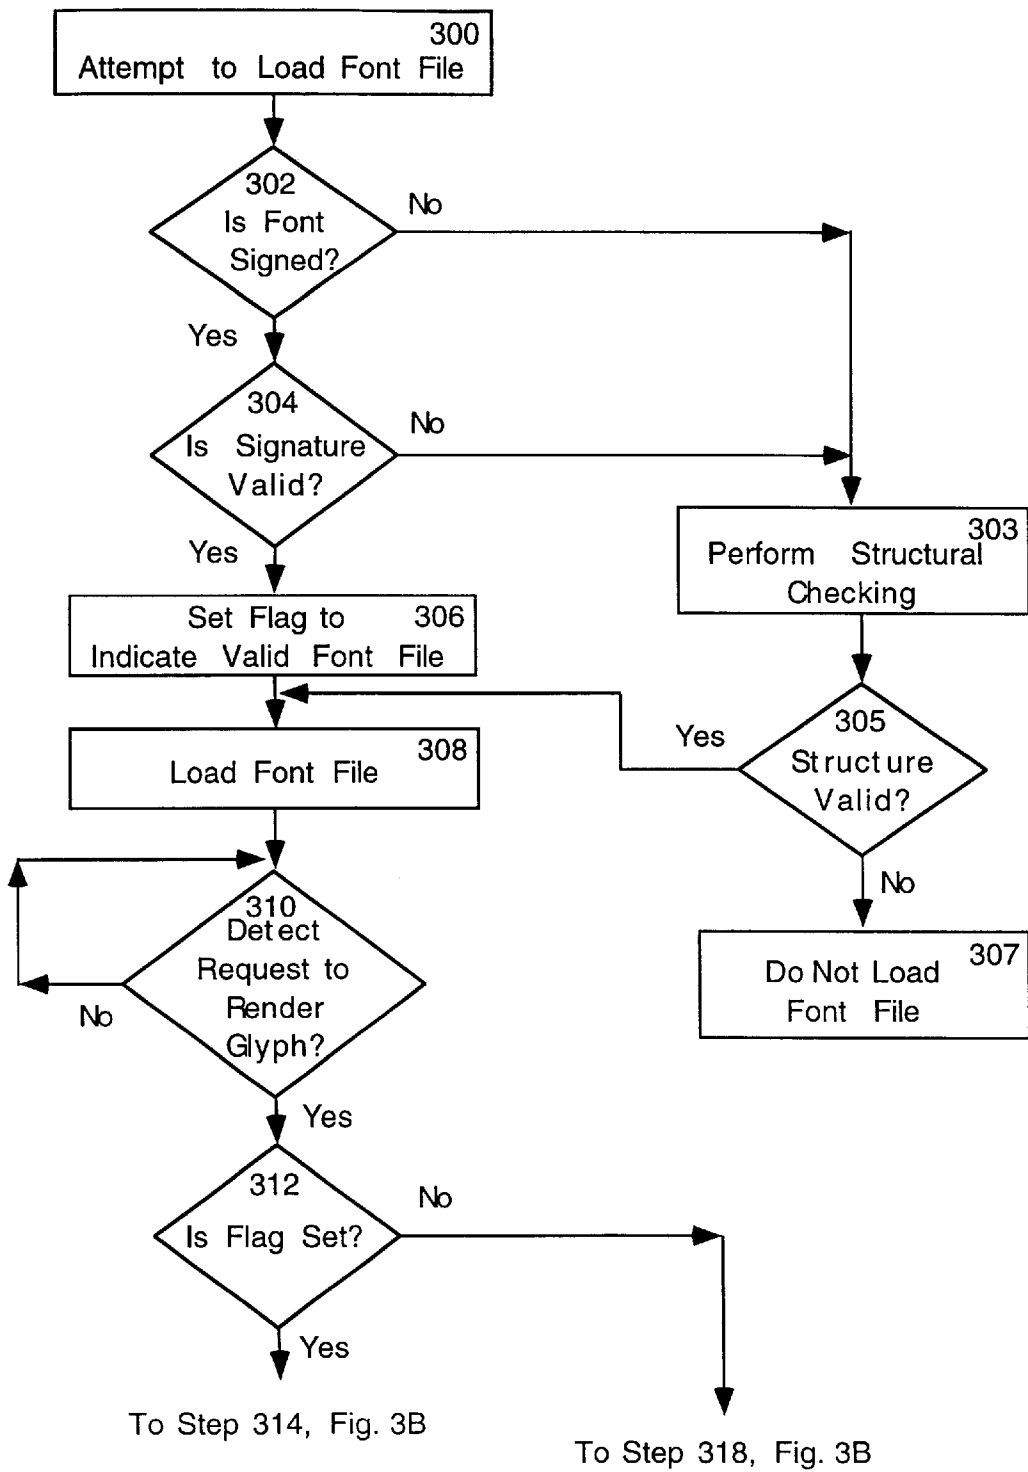 300
Attempt to Load Font File
302
Is Font
Signed?
No
Yes
304
Is Signature
Valid?
No
Yes
303
Perform Structural
Checking
Set Flag to 306
Indicate Valid Font File
305
Structure
Valid?
Yes
308
Load Font File
No
310
Detect
Request to
Render
Glyph?
No
307
Do Not Load
Font File
Yes
312
Is Flag Set?
No
Yes
To Step 314, Fig. 3B
To Step 318, Fig. 3B